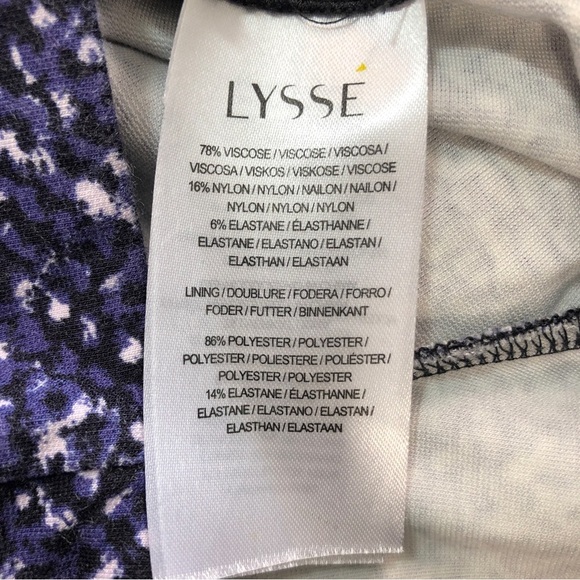 LYSSÉ
78% VISCOSE / VISCOSE / VISCOSA /
VISCOSA / VISKOS / VISKOSE / VISCOSE
16% NYLON / NYLON / NAILON / NAILON /
NYLON / NYLON / NYLON
6% ELASTANE / ÉLASTHANNE /
ELASTANE / ELASTANO / ELASTAN /
ELASTHAN / ELASTAAN
LINING / DOUBLURE / FODERA / FORRO /
FODER / FUTTER / BINNENKANT
86% POLYESTER / POLYESTER /
POLYESTER / POLIESTERE / POLIÉSTER /
POLYESTER / POLYESTER
14% ELASTANE / ÉLASTHANNE /
ELASTANE / ELASTANO / ELASTAN /
ELASTHAN / ELASTAAN